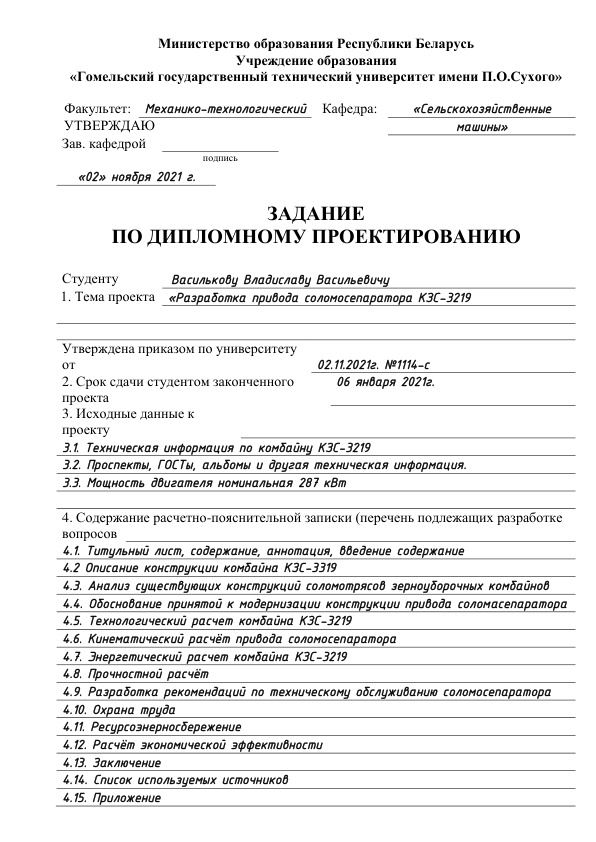 Министерство образования Республики Беларусь
Учреждение образования
«Гомельский государственный технический университет имени П.О.Сухого»
Факультет: Механико-технологический Кафедра: «Сельскохозяйственные
УТВЕРЖДАЮ машины»
Зав. кафедрой
подпись
«02» ноября 2021 г.
ЗАДАНИЕ
ПО ДИПЛОМНОМУ ПРОЕКТИРОВАНИЮ
Студенту Василькову Владиславу Васильевичу
1. Тема проекта «Разработка привода соломосепаратора КЗС-3219
Утверждена приказом по университету
от 02.11.2021г. №1114-с
2. Срок сдачи студентом законченного 06 января 2021г.
проекта
3. Исходные данные к
проекту
3.1. Техническая информация по комбайну КЗС-3219
3.2. Проспекты, ГОСТы, альбомы и другая техническая информация.
3.3. Мощность двигателя номинальная 287 кВт
4. Содержание расчетно-пояснительной записки (перечень подлежащих разработке
вопросов
4.1. Титульный лист, содержание, аннотация, введение содержание
4.2 Описание конструкции комбайна КЗС-3319
4.3. Анализ существующих конструкций соломотрясов зерноуборочных комбайнов
4.4. Обоснование принятой к модернизации конструкции привода соломасепаратора
4.5. Технологический расчет комбайна КЗС-3219
4.6. Кинематический расчёт привода соломосепаратора
4.7. Энергетический расчет комбайна КЗС-3219
4.8. Прочностной расчёт
4.9. Разработка рекомендаций по техническому обслуживанию соломосепаратора
4.10. Охрана труда
4.11. Ресурсоэнерносбережение
4.12. Расчёт экономической эффективности
4.13. Заключение
4.14. Список используемых источников
4.15. Приложение